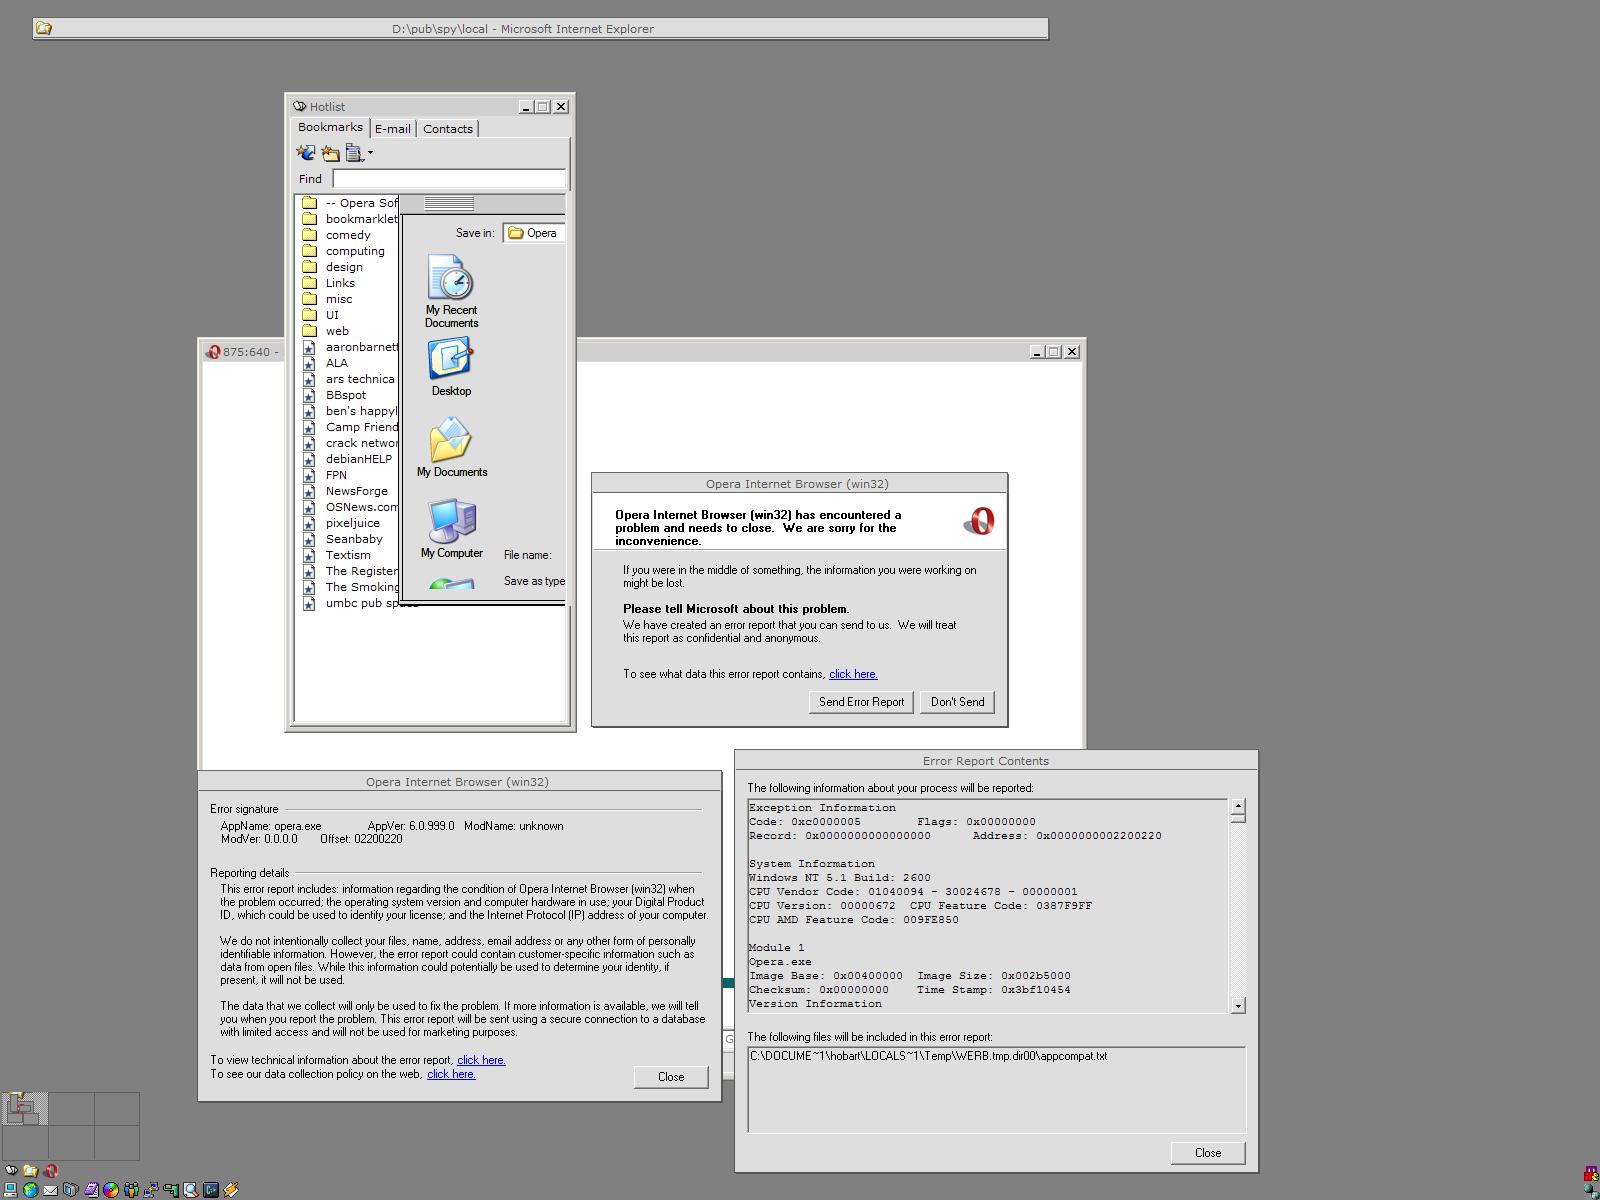 D:\pub\spy\local - Microsoft Internet Explorer
Hotlist
Bookmarks E-mail Contacts
Find
-- Opera Sof
bookmarklet
comedy
computing
design
Links
misc
UI
web
aaronbarnett
ALA
ars technica
BBspot
ben's happyl
Camp Friend
crack networ
debianHELP
FPN
NewsForge
OSNews.com
pixeljuice
Seanbaby
Textism
The Register
The Smoking
umbc pub sp
Save in: Opera
My Recent
Documents
Desktop
My Documents
My Computer
File name:
Save as type
875:640 -
Opera Internet Browser (win32)
Opera Internet Browser (win32) has encountered a
problem and needs to close. We are sorry for the
inconvenience.
If you were in the middle of something, the information you were working on
might be lost.
Please tell Microsoft about this problem.
We have created an error report that you can send to us. We will treat
this report as confidential and anonymous.
To see what data this error report contains, click here.
Send Error Report Don't Send
Opera Internet Browser (win32)
Error signature
AppName: opera.exe AppVer: 6.0.999.0 ModName: unknown
ModVer: 0.0.0.0 Offset: 02200220
Reporting details
This error report includes: information regarding the condition of Opera Internet Browser (win32) when
the problem occurred; the operating system version and computer hardware in use; your Digital Product
ID, which could be used to identify your license; and the Internet Protocol (IP) address of your computer.
We do not intentionally collect your files, name, address, email address or any other form of personally
identifiable information. However, the error report could contain customer-specific information such as
data from open files. While this information could potentially be used to determine your identity, if
present, it will not be used.
The data that we collect will only be used to fix the problem. If more information is available, we will tell
you when you report the problem. This error report will be sent using a secure connection to a database
with limited access and will not be used for marketing purposes.
To view technical information about the error report, click here.
To see our data collection policy on the web, click here.
Close
G
Error Report Contents
The following information about your process will be reported:
Exception Information
Code: 0xc0000005 Flags: 0x00000000
Record: 0x0000000000000000 Address: 0x0000000002200220
System Information
Windows NT 5.1 Build: 2600
CPU Vendor Code: 01040094 - 30024678 - 00000001
CPU Version: 00000672 CPU Feature Code: 0387F9FF
CPU AMD Feature Code: 009FE850
Module 1
Opera.exe
Image Base: 0x00400000 Image Size: 0x002b5000
Checksum: 0x00000000 Time Stamp: 0x3bf10454
Version Information
The following files will be included in this error report:
C:\DOCUME~1\hobart\LOCALS~1\Temp\WERB.tmp.dir00\appcompat.txt
Close